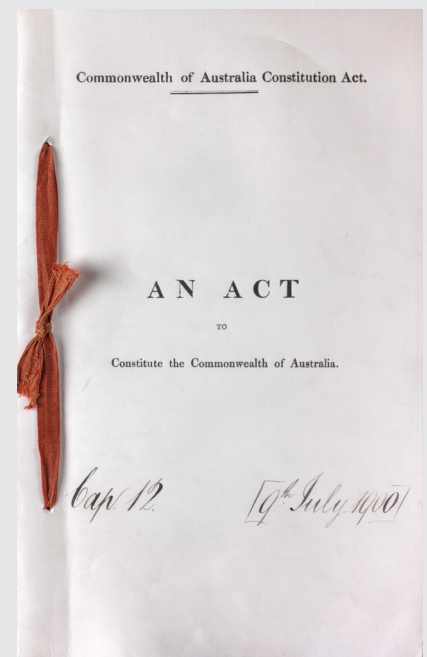 Commonwealth of Australia Constitution Act.
AN ACT
TO
Constitute the Commonwealth of Australia.
Cap. 12. [9th July 1900]